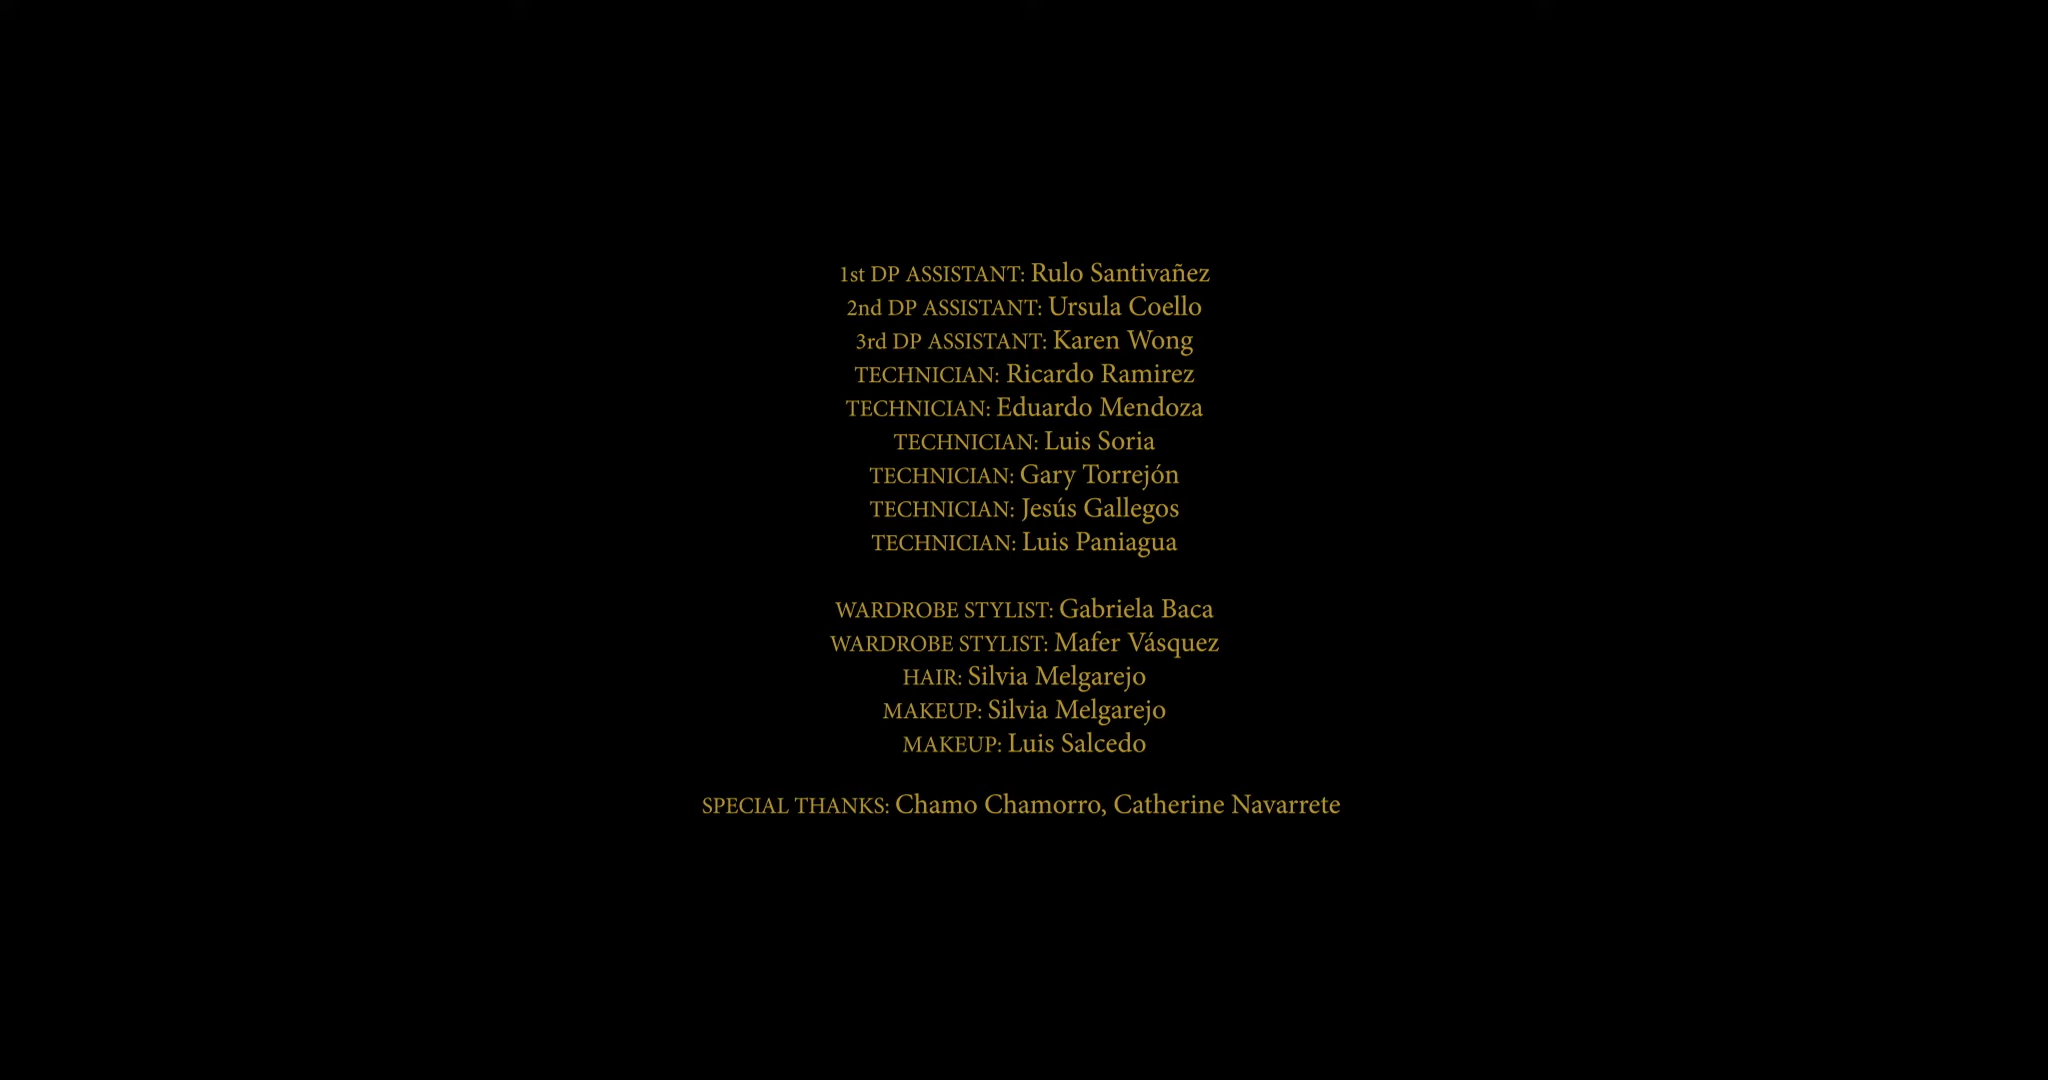 1st DP ASSISTANT: Rulo Santivañez
2nd DP ASSISTANT: Ursula Coello
3rd DP ASSISTANT: Karen Wong
TECHNICIAN: Ricardo Ramirez
TECHNICIAN: Eduardo Mendoza
TECHNICIAN: Luis Soria
TECHNICIAN: Gary Torrejón
TECHNICIAN: Jesús Gallegos
TECHNICIAN: Luis Paniagua
WARDROBE STYLIST: Gabriela Baca
WARDROBE STYLIST: Mafer Vásquez
HAIR: Silvia Melgarejo
MAKEUP: Silvia Melgarejo
MAKEUP: Luis Salcedo
SPECIAL THANKS: Chamo Chamorro, Catherine Navarrete